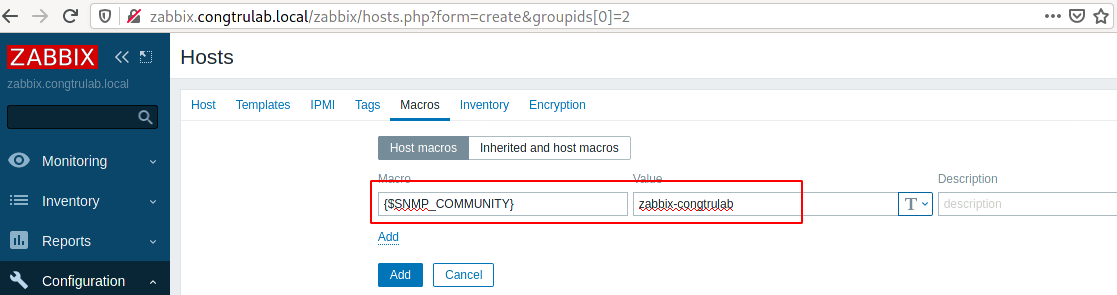 zabbix.congtrulab.local/zabbix/hosts.php?form=create&groupids[0]=2
ZABBIX
zabbix.congtrulab.local
Hosts
Host Templates IPMI Tags Macros Inventory Encryption
Host macros Inherited and host macros
Monitoring
Macro Value Description
Inventory
{$SNMP_COMMUNITY} zabbix-congtrulab T description
Reports
Add
Configuration
Add Cancel